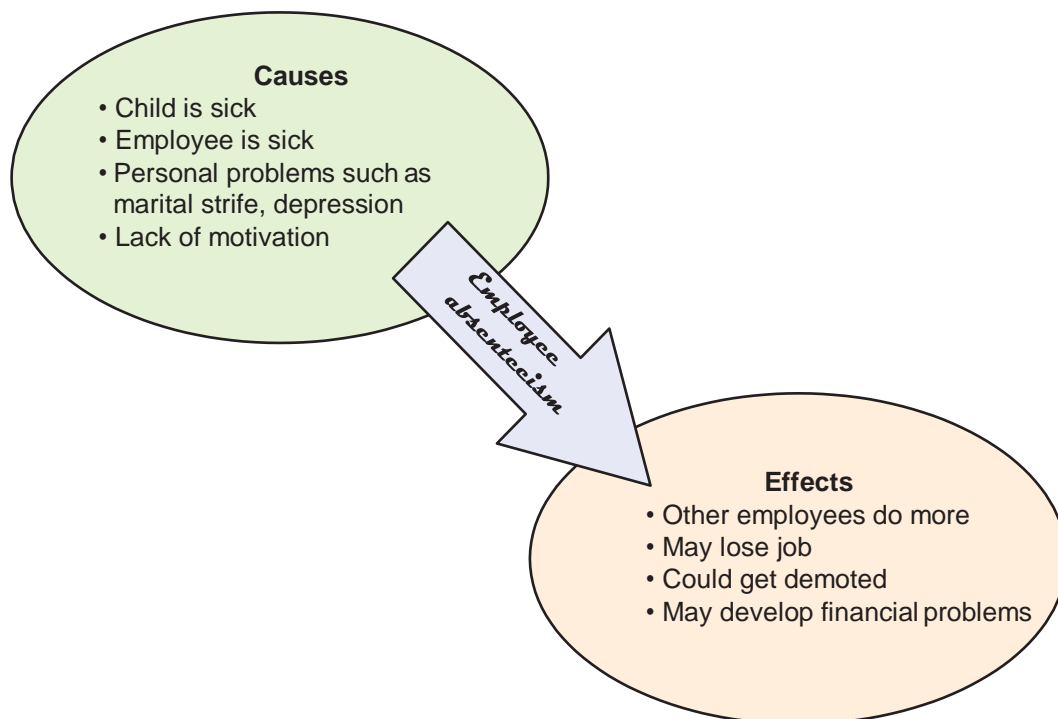 Causes
• Child is sick
• Employee is sick
• Personal problems such as
marital strife, depression
• Lack of motivation
Employee
absenteeism
Effects
• Other employees do more
• May lose job
• Could get demoted
• May develop financial problems